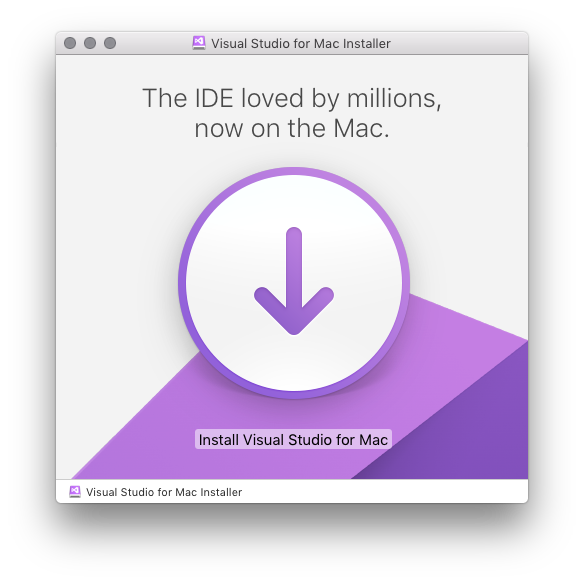 Visual Studio for Mac Installer
The IDE loved by millions,
now on the Mac.
Install Visual Studio for Mac
Visual Studio for Mac Installer